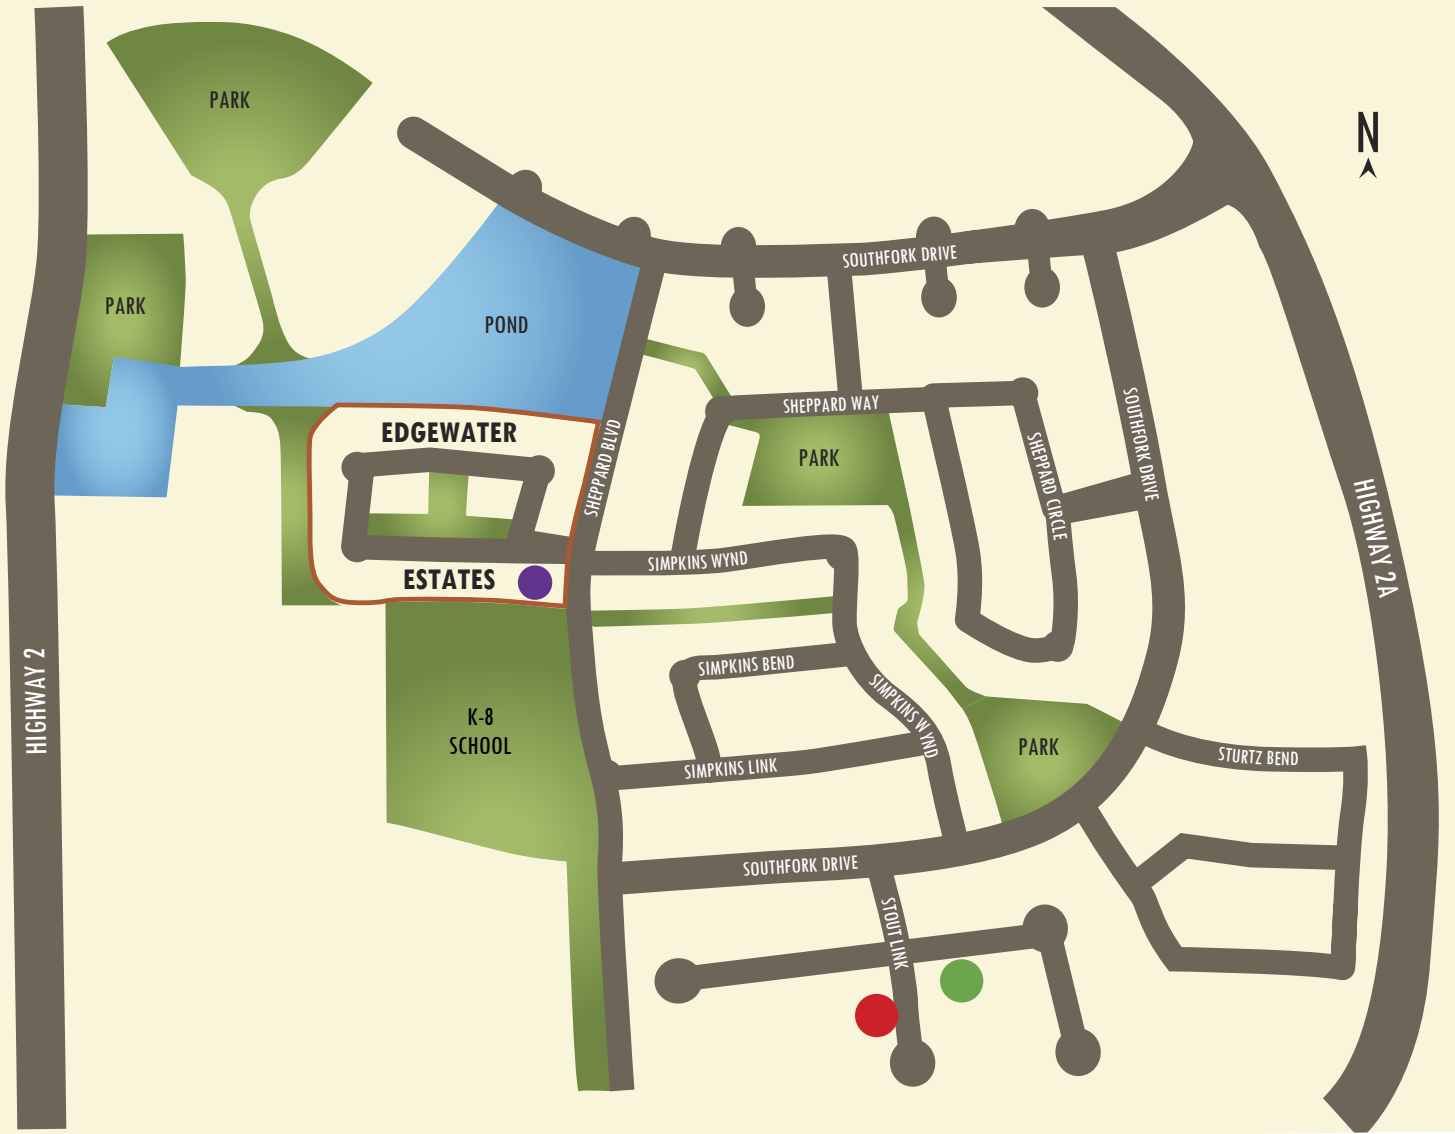 PARK
N
SOUTHFORK DRIVE
PARK
POND
SHEPPARD WAY
EDGEWATER
SHEPPARD BLVD
PARK
SHEPPARD CIRCLE
SOUTHFORK DRIVE
HIGHWAY 2A
SIMPKINS WYND
ESTATES
SIMPKINS BEND
HIGHWAY 2
K-8
SCHOOL
SIMPKINS WYND
PARK
STURTZ BEND
SIMPKINS LINK
SOUTHFORK DRIVE
STOUT LINK